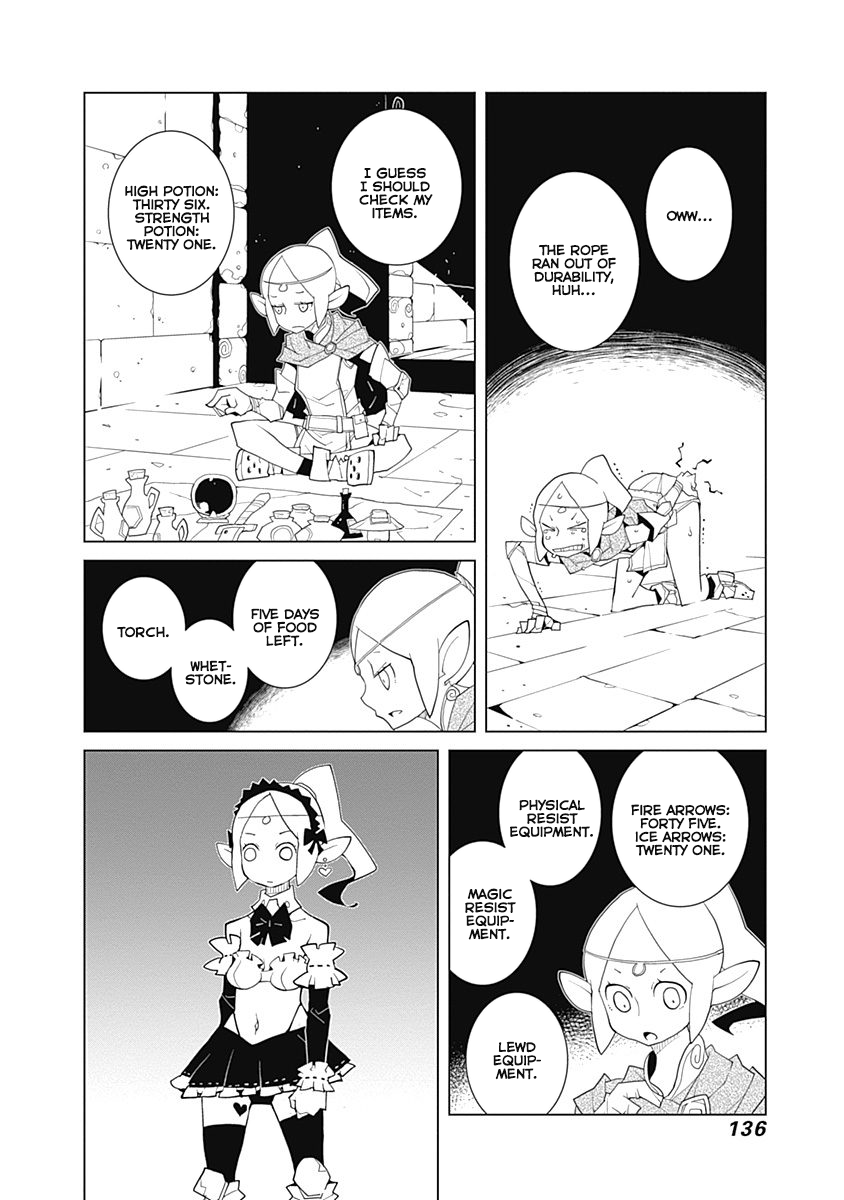 OWW...
THE ROPE
RAN OUT OF
DURABILITY,
HUH...
I GUESS
I SHOULD
CHECK MY
ITEMS.
HIGH POTION:
THIRTY SIX.
STRENGTH
POTION:
TWENTY ONE.
FIVE DAYS
OF FOOD
LEFT.
WHET-
STONE.
TORCH.
FIRE ARROWS:
FORTY FIVE.
ICE ARROWS:
TWENTY ONE.
PHYSICAL
RESIST
EQUIPMENT.
MAGIC
RESIST
EQUIP-
MENT.
LEWD
EQUIP-
MENT.
136